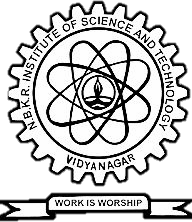 N.B.K.R. INSTITUTE OF SCIENCE AND TECHNOLOGY
VIDYANAGAR
WORK IS WORSHIP